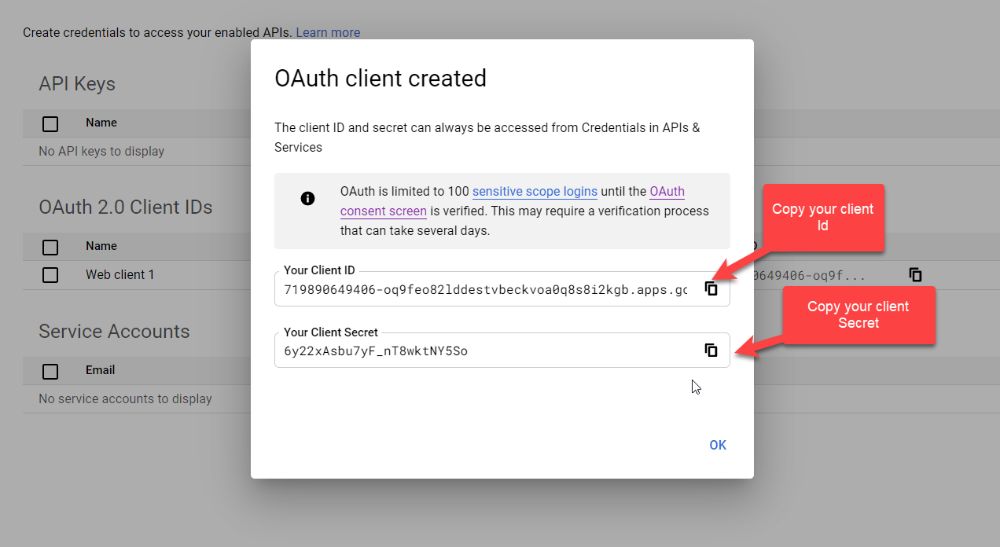 Create credentials to access your enabled APIs. Learn more
OAuth client created
API Keys
The client ID and secret can always be accessed from Credentials in APIs &
Services
Name
No API keys to display
OAuth is limited to 100 sensitive scope logins until the OAuth
consent screen is verified. This may require a verification process
that can take several days.
Copy your client
Id
OAuth 2.0 Client IDs
Name
Web client 1
Your Client ID
719890649406-oq9feo82lddestvbeckvoa0q8s8i2kgb.apps.go
0649406-oq9f...
Copy your client
Secret
Service Accounts
Your Client Secret
6y22xAsbu7yF_nT8wktNY5So
Email
No service accounts to display
OK